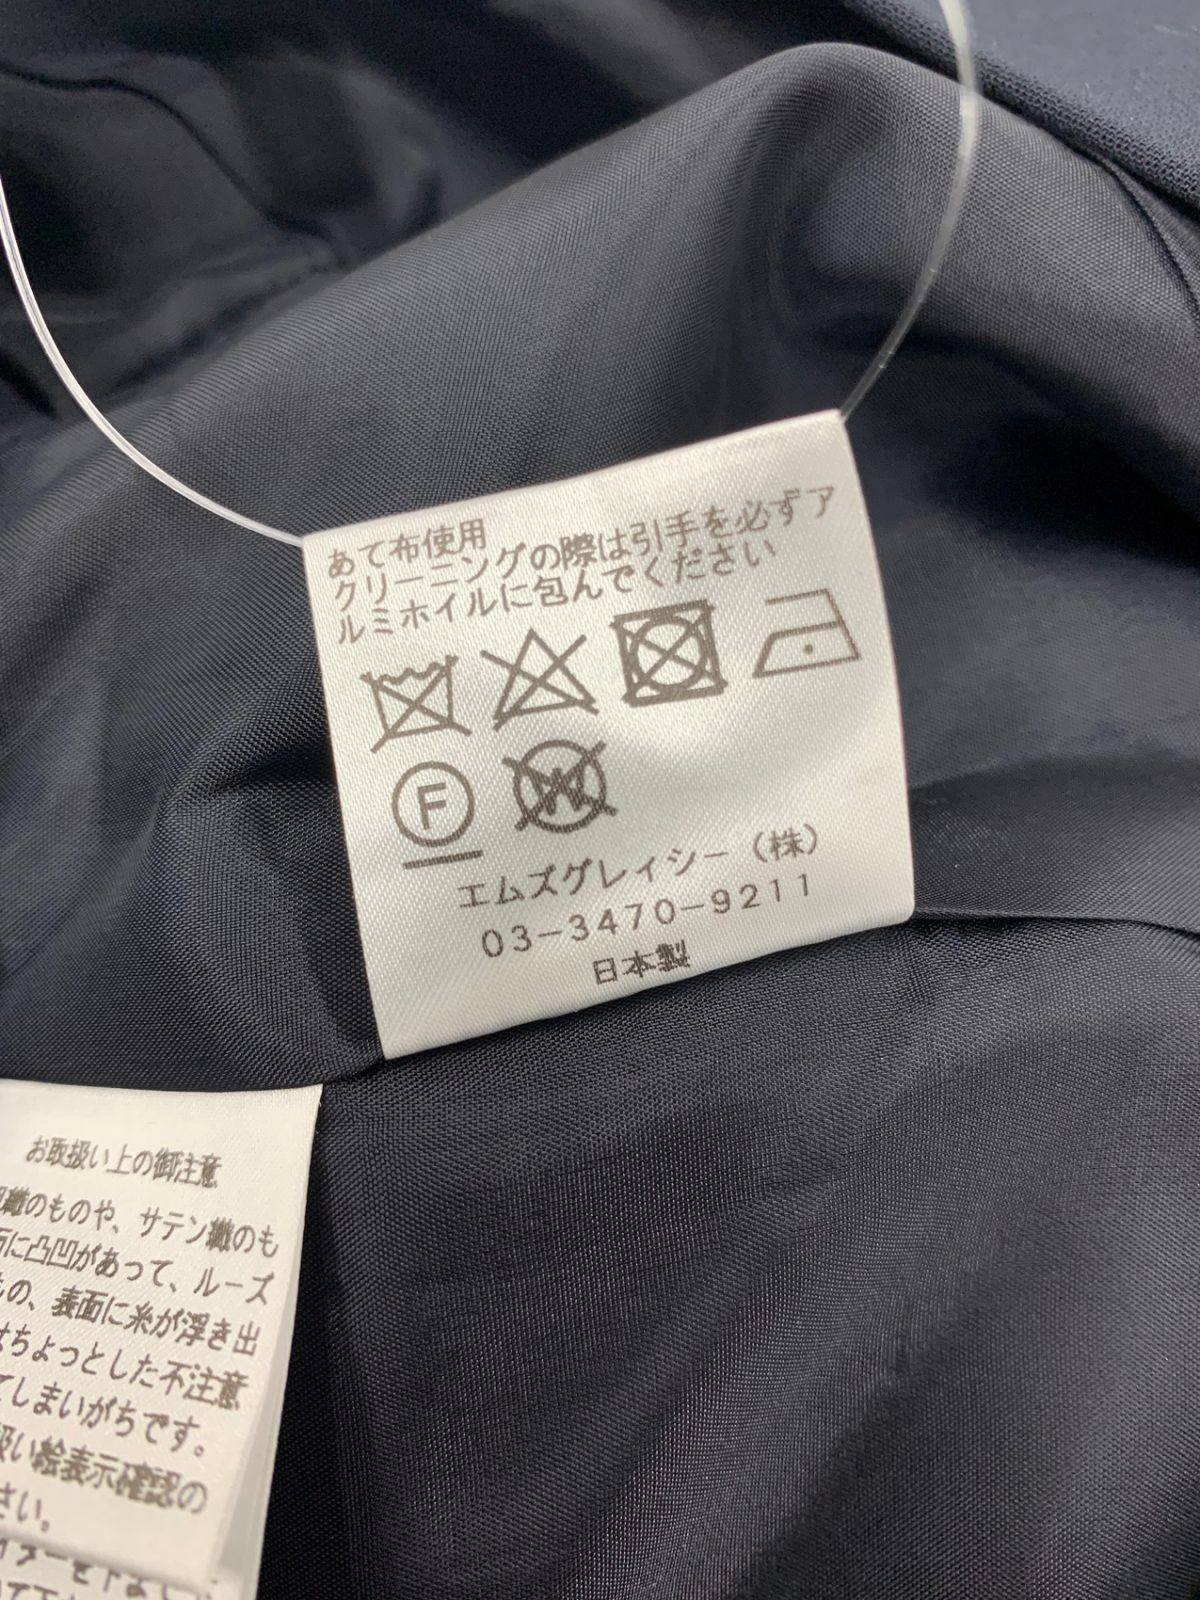 あて布使用
クリーニングの際は引手を必ずア
ルミホイルに包んでください
F
W
エムズグレイシー（株）
03-3470-9211
日本製
お取扱い上の御注意
織のものや、サテン織のも
に凸凹があって、ルーズ
もの、表面に糸が浮き出
はちょっとした不注意
てしまいがちです。
扱い絵表示確認の
さい。